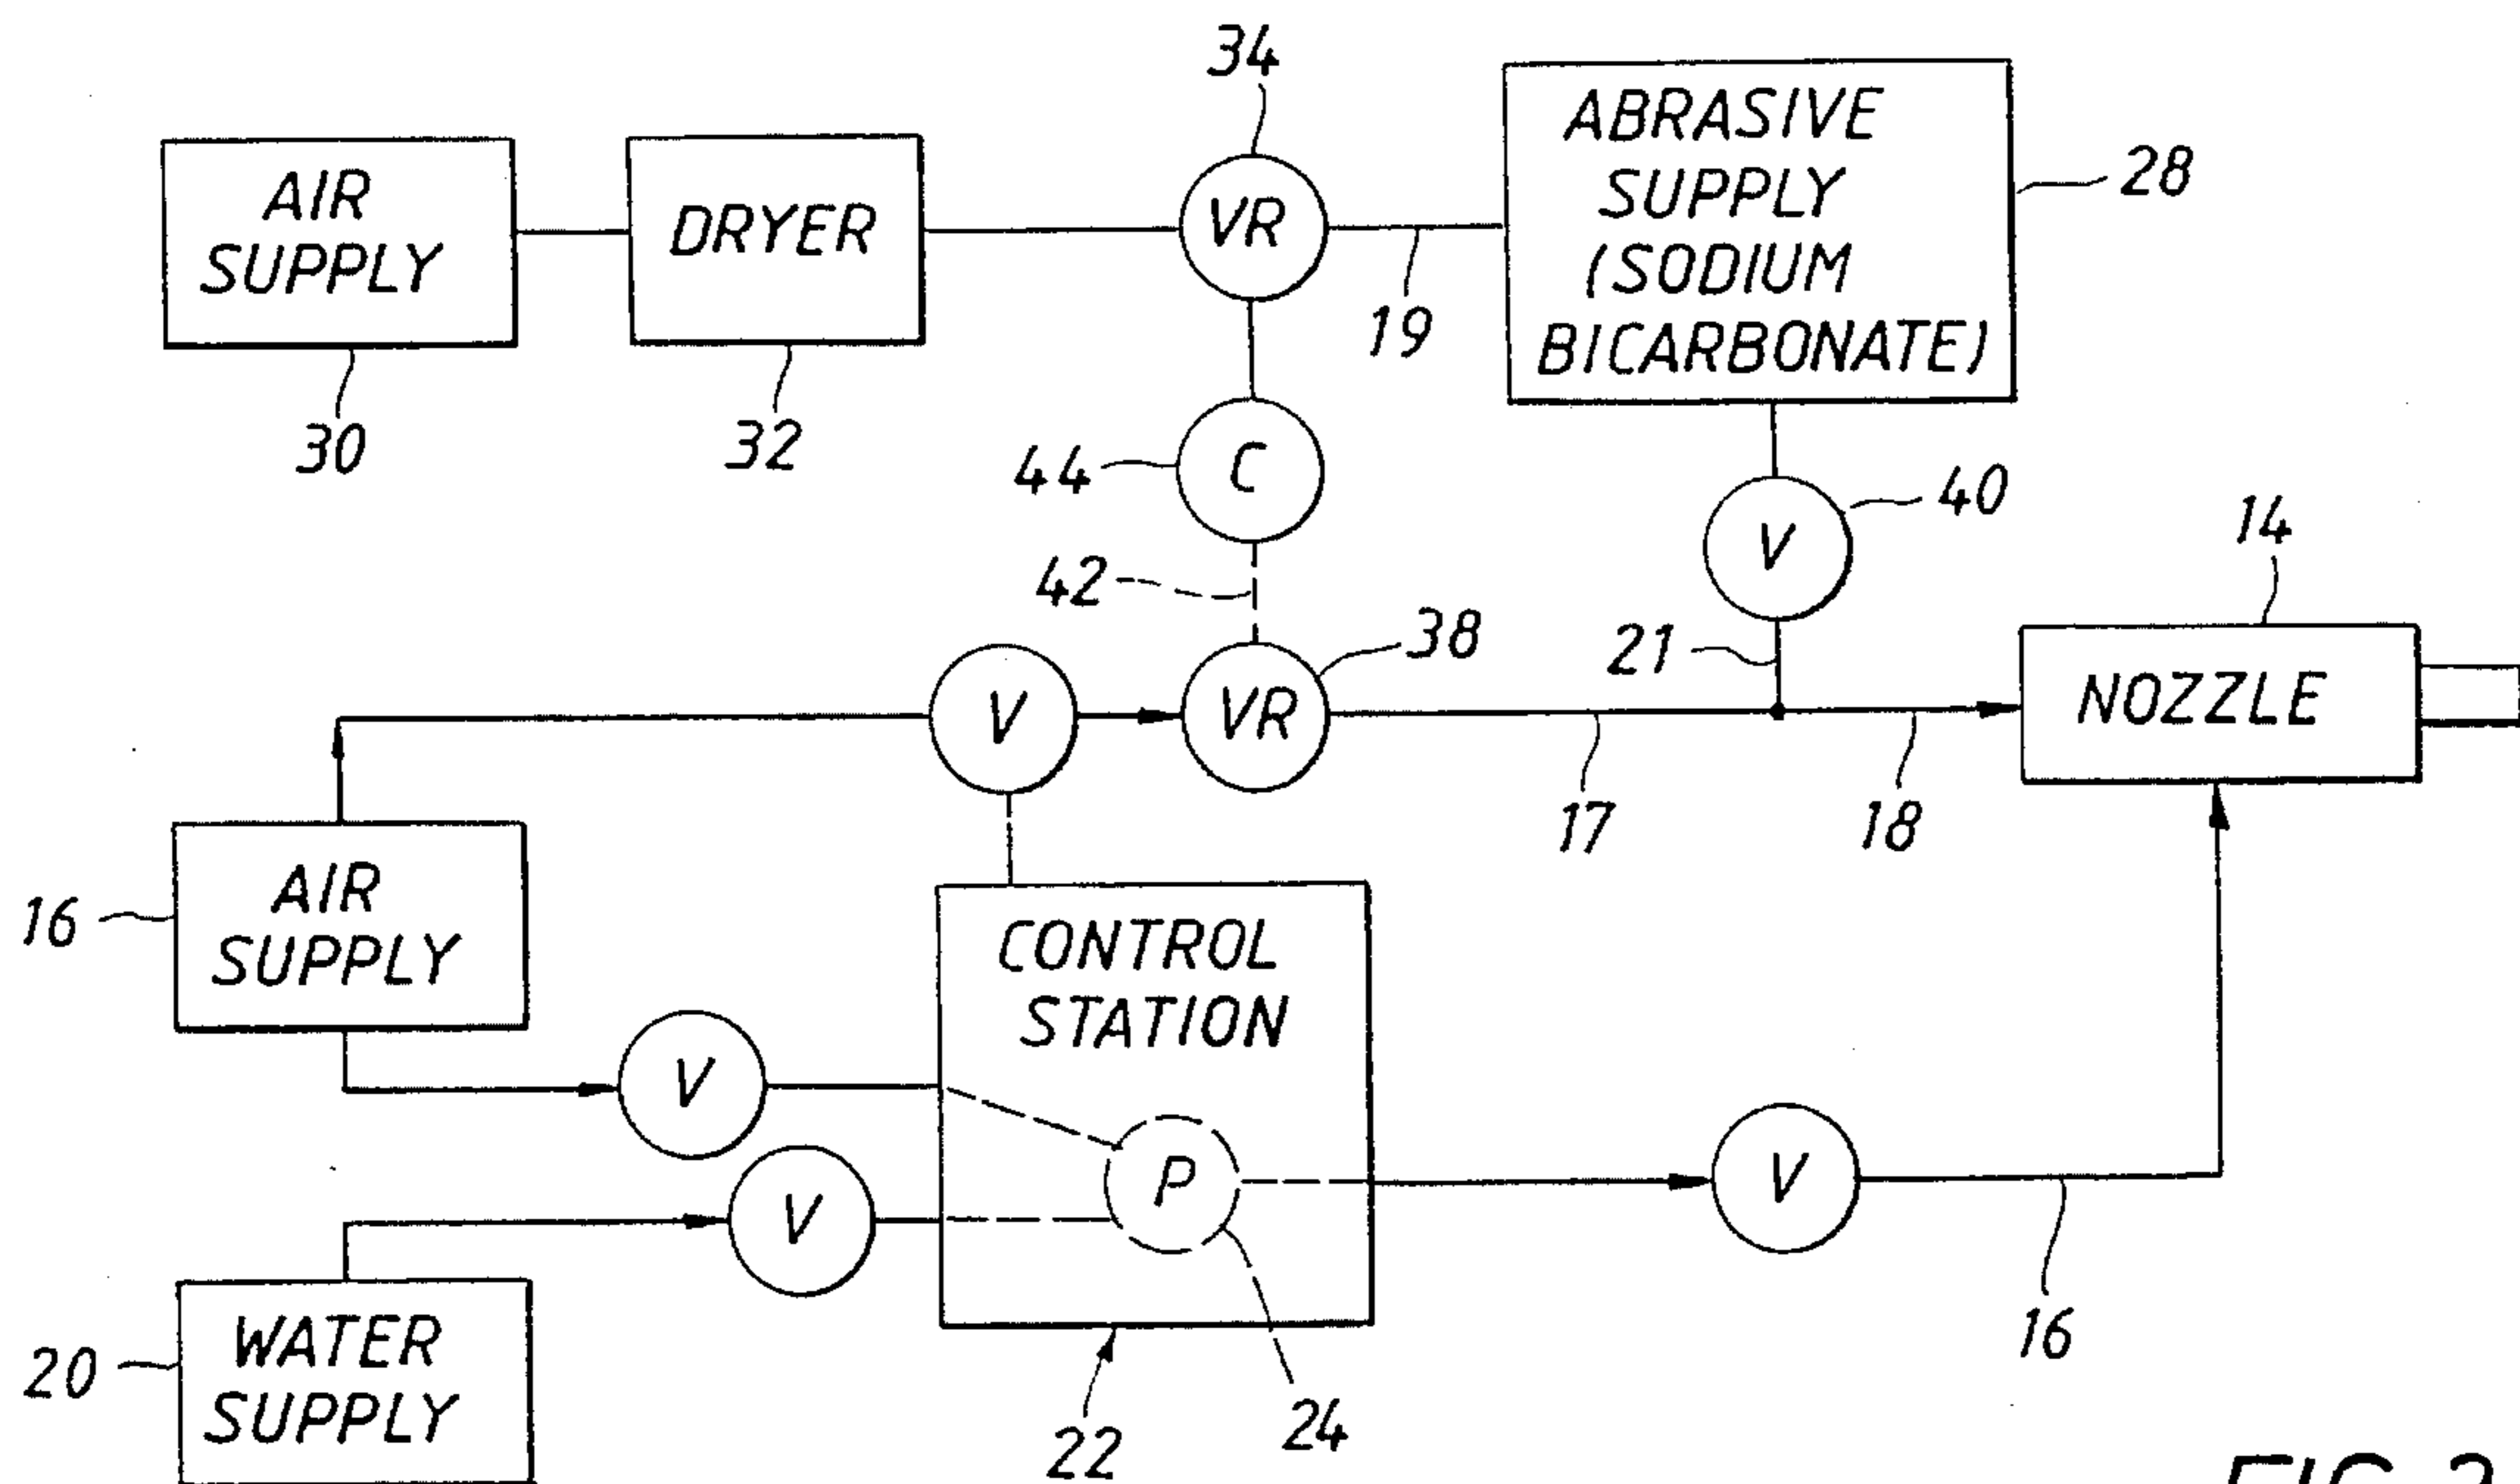 34
AIR
SUPPLY
DRYER
VR
ABRASIVE
SUPPLY
(SODIUM
BICARBONATE)
28
19
30
32
44
C
40
V
14
42
38
21
V
VR
NOZZLE
17
18
16
AIR
SUPPLY
CONTROL
STATION
V
P
V
V
16
20
WATER
SUPPLY
22
24